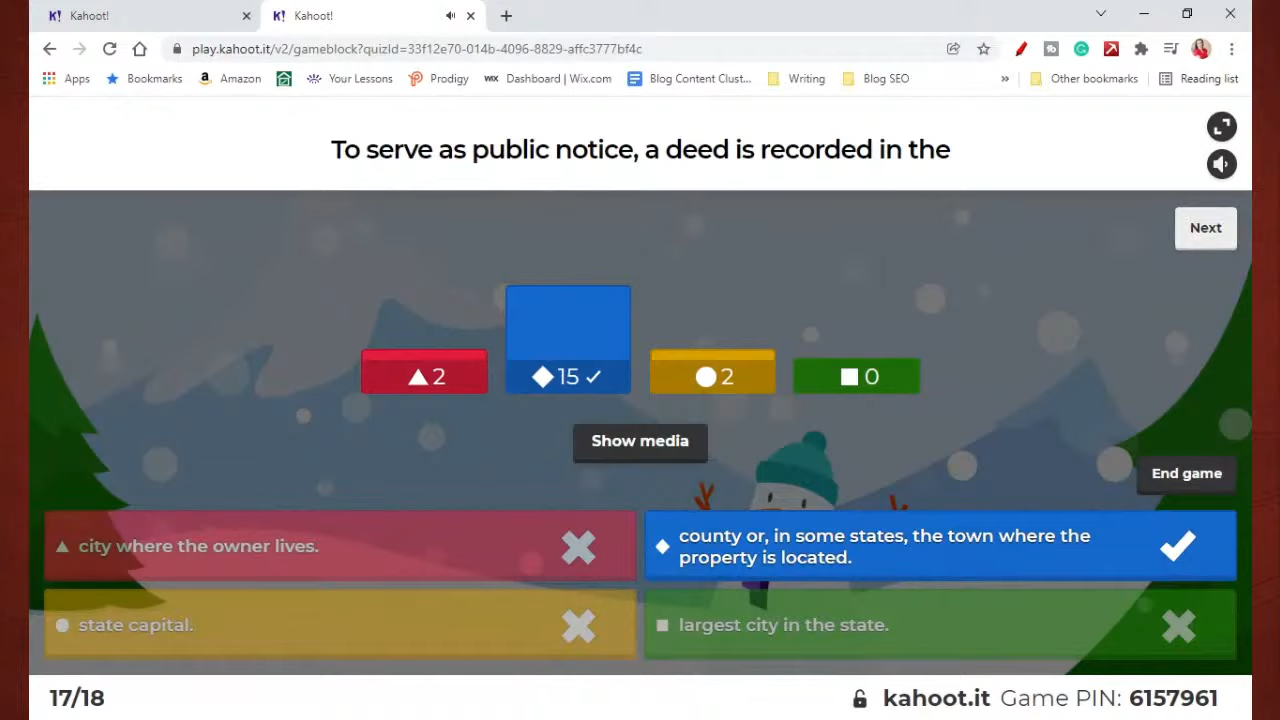 K! Kahoot!
K! Kahoot!
play.kahoot.it/v2/gameblock?quizId=33f12e70-014b-4096-8829-affc3777bf4c
Apps Bookmarks Amazon Your Lessons Prodigy WIX Dashboard | Wix.com Blog Content Clust... Writing Blog SEO » Other bookmarks Reading list
To serve as public notice, a deed is recorded in the
Next
2
15
2
0
Show media
End game
city where the owner lives.
county or, in some states, the town where the
property is located.
state capital.
largest city in the state.
17/18
kahoot.it Game PIN: 6157961